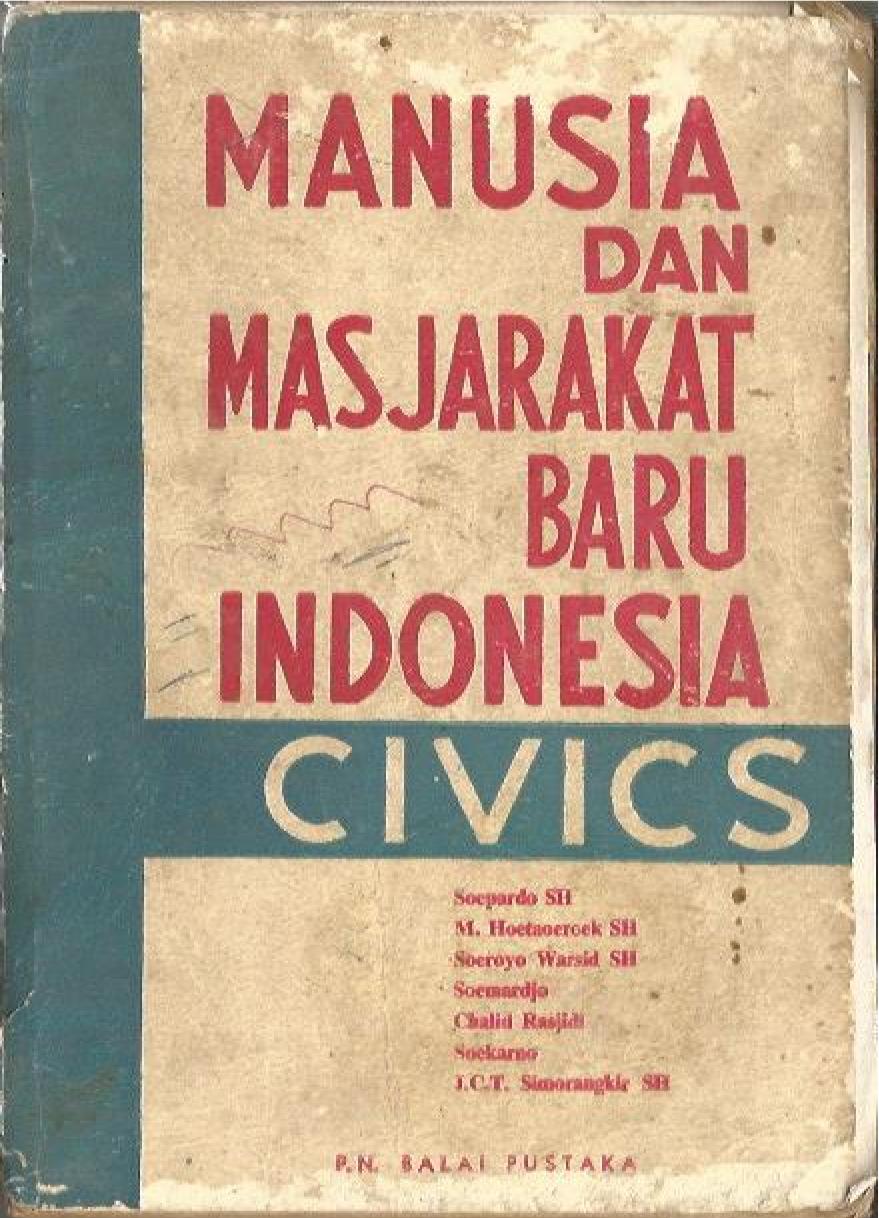 MANUSIA
DAN
MASJARAKAT
BARU
INDONESIA
CIVICS
Soepardo SH
M. Hoetaoeroek SH
Soeroyo Warsid SH
Soemardjo
Chalid Rasjidi
Soekarno
J.C.T. Simorangkir SH
P.N. BALAI PUSTAKA